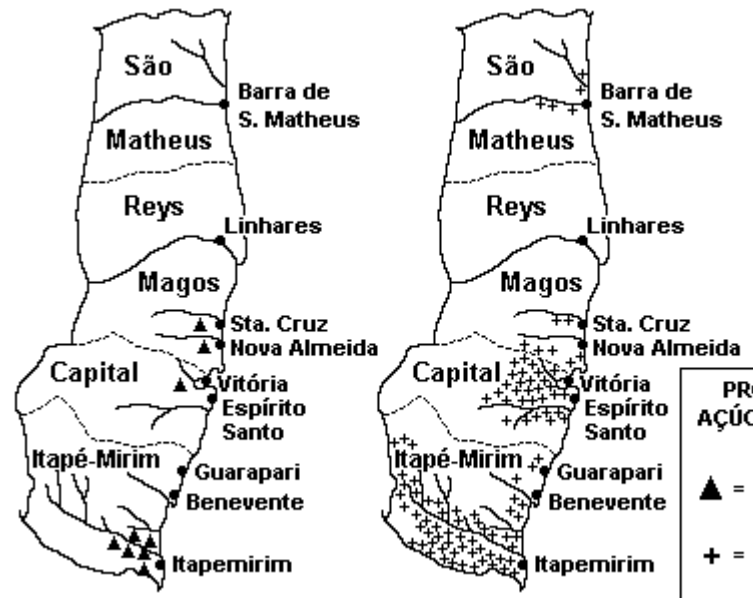 São
Barra de
S. Matheus
Matheus
Reys
Linhares
Magos
Sta. Cruz
Nova Almeida
Capital
Vitória
Espírito
Santo
Itapé-Mirim
Guarapari
Benevente
Itapemirim
São
Barra de
S. Matheus
Matheus
Reys
Linhares
Magos
Sta. Cruz
Nova Almeida
Capital
Vitória
Espírito
Santo
Itapé-Mirim
Guarapari
Benevente
Itapemirim
=
+ =